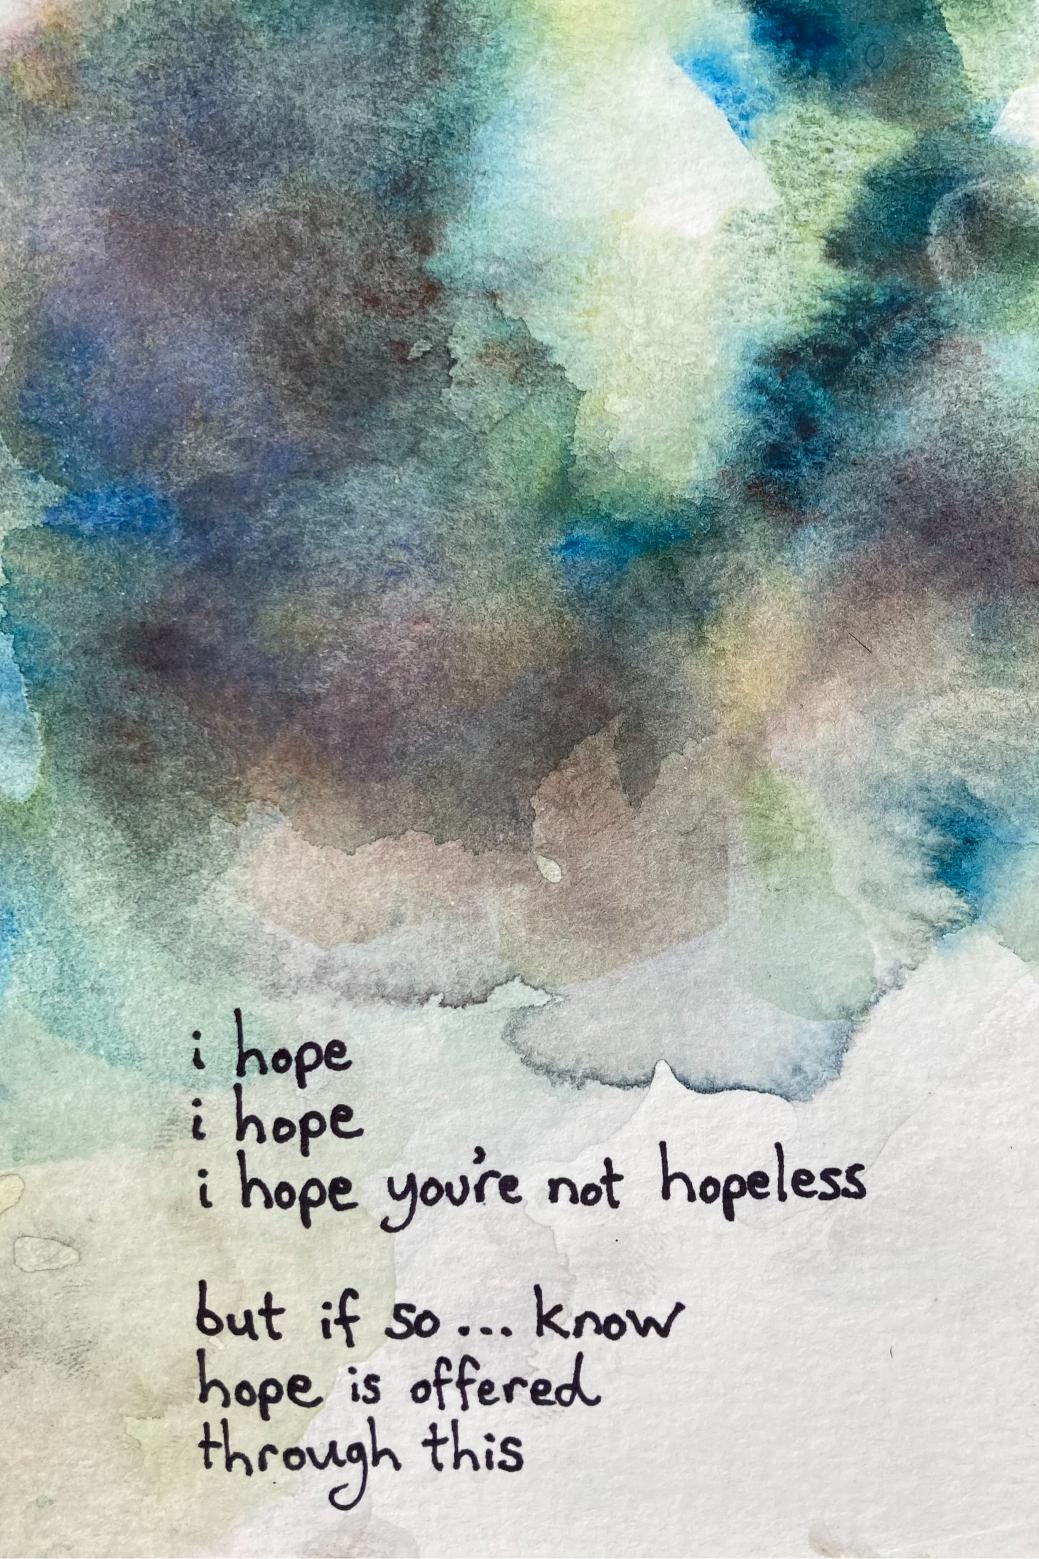 i hope
i hope
i hope you're not hopeless
but if so... know
hope is offered
through this